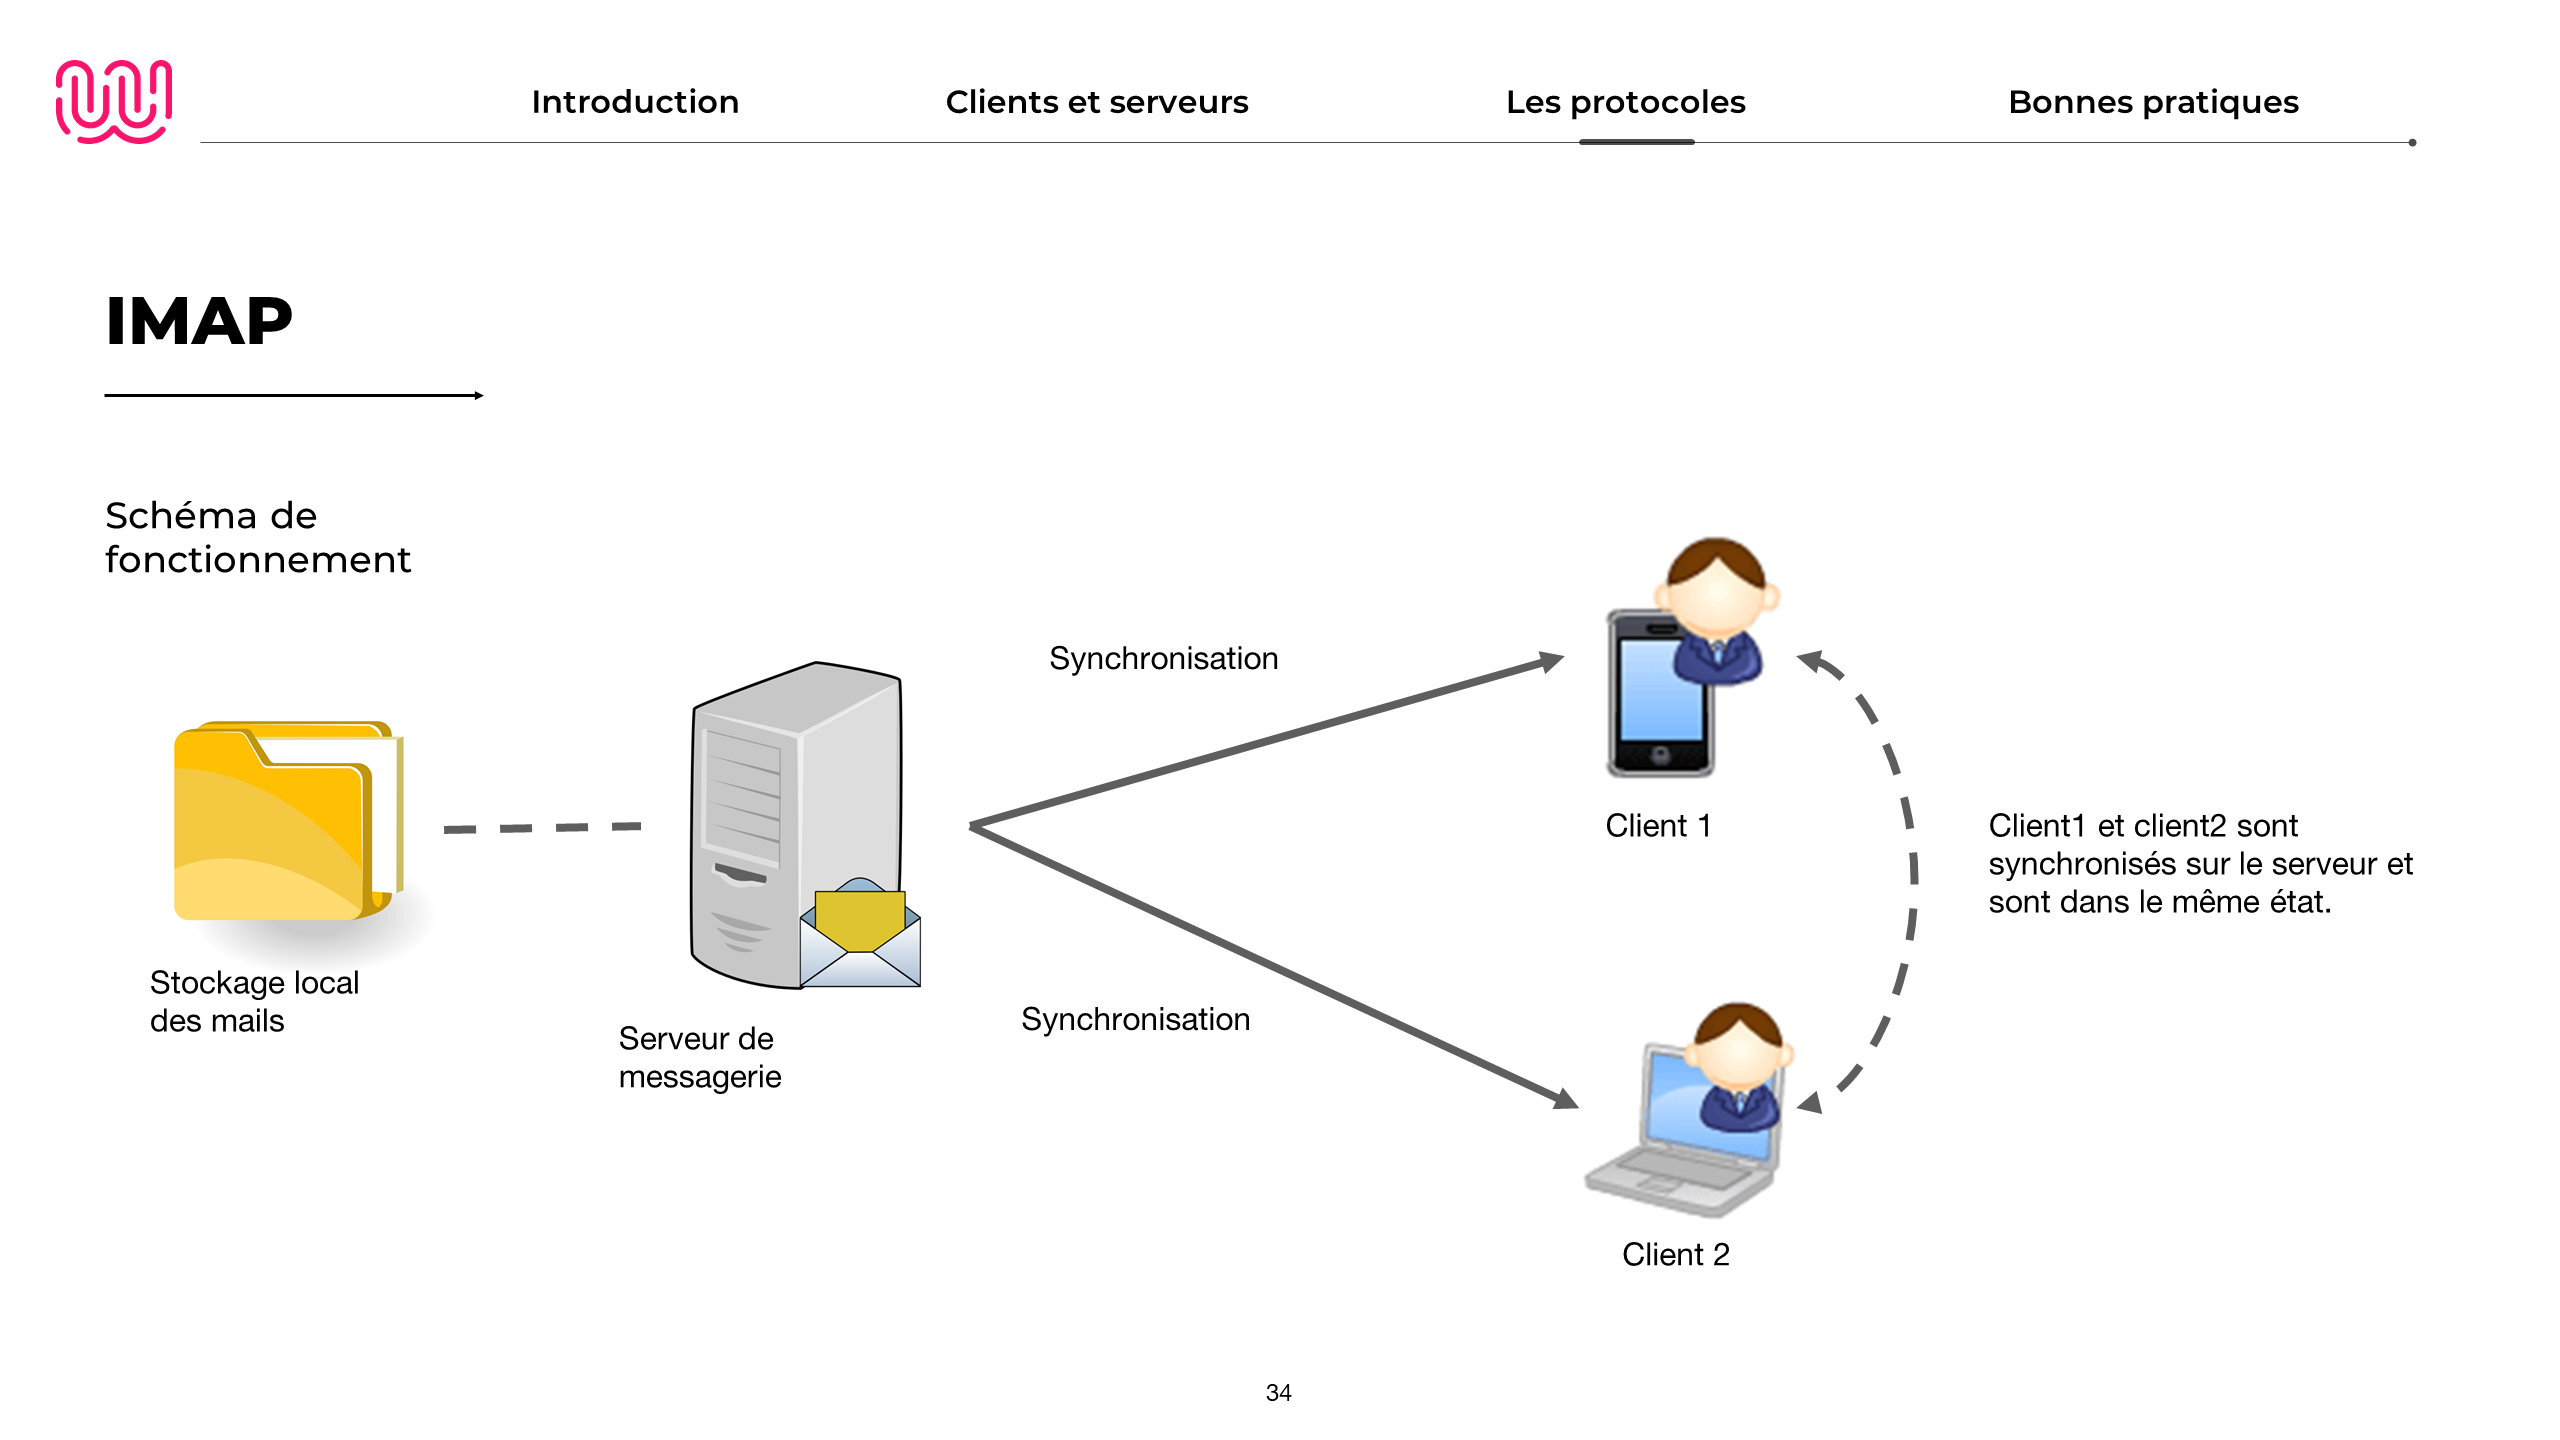 Introduction
Clients et serveurs
Les protocoles
Bonnes pratiques
IMAP
Schéma de
fonctionnement
Synchronisation
Client 1
Client1 et client2 sont
synchronisés sur le serveur et
sont dans le même état.
Stockage local
des mails
Serveur de
messagerie
Synchronisation
Client 2
34